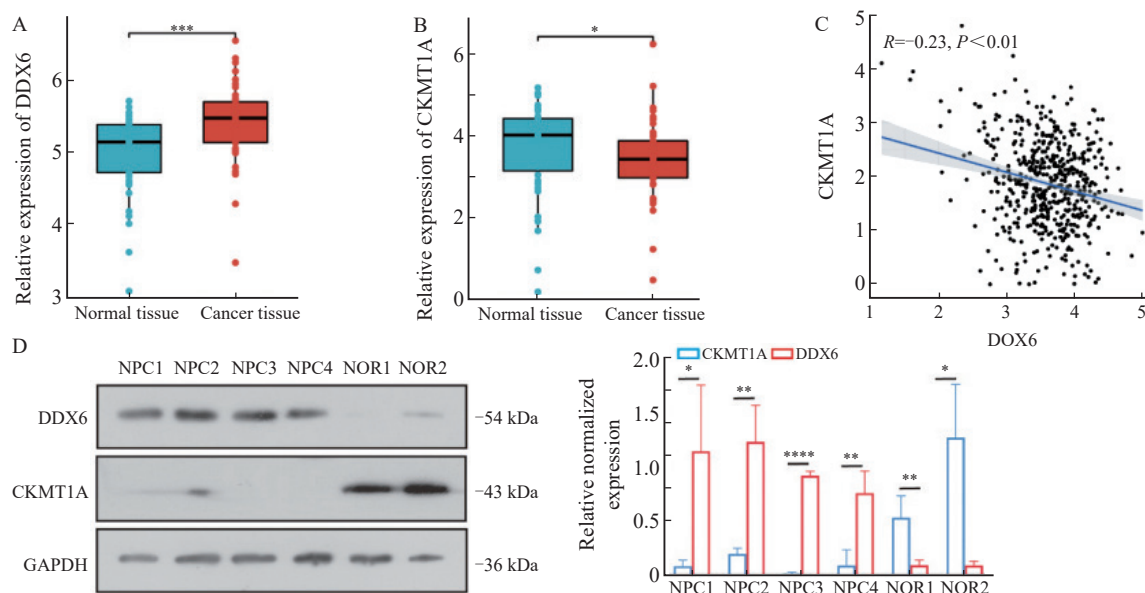 A
Relative expression of DDX6
6
5
4
3
***
Normal tissue
Cancer tissue
B
Relative expression of CKMT1A
6
4
2
0
*
Normal tissue
Cancer tissue
C
R=−0.23, P<0.01
CKMT1A
5
4
3
2
1
0
1 2 3 4 5
DOX6
D
NPC1 NPC2 NPC3 NPC4 NOR1 NOR2
DDX6 −54 kDa
CKMT1A −43 kDa
GAPDH −36 kDa
CKMT1A DDX6
Relative normalized
expression
2.0
1.5
1.0
0.5
0
* ** **** ** ** *
NPC1 NPC2 NPC3 NPC4 NOR1 NOR2